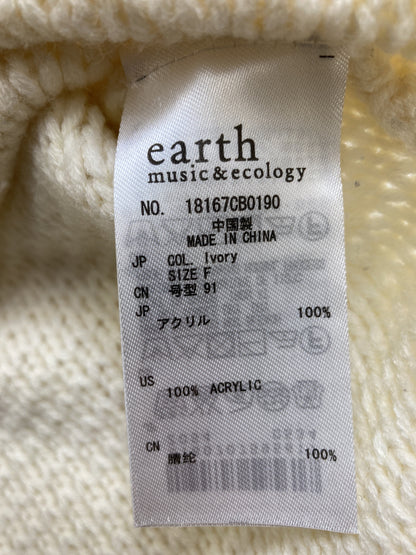 earth
music&ecology
NO. 18167CB0190
中国製
MADE IN CHINA
JP COL. Ivory
SIZE F
CN 号型 91
JP
アクリル 100%
US 100% ACRYLIC
CN
腈纶 100%